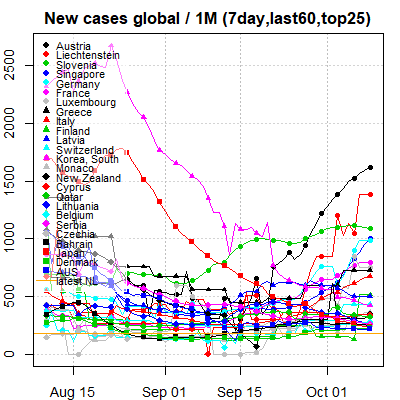 New cases global / 1M (7day,last60,top25)
Austria
Liechtenstein
Slovenia
Singapore
Germany
France
Luxembourg
Greece
Italy
Finland
Latvia
Switzerland
Korea, South
Monaco
New Zealand
Cyprus
Qatar
Lithuania
Belgium
Serbia
Czechia
Bahrain
Japan
Denmark
AUS
latest NL
0
500
1000
1500
2000
2500
Aug 15
Sep 01
Sep 15
Oct 01